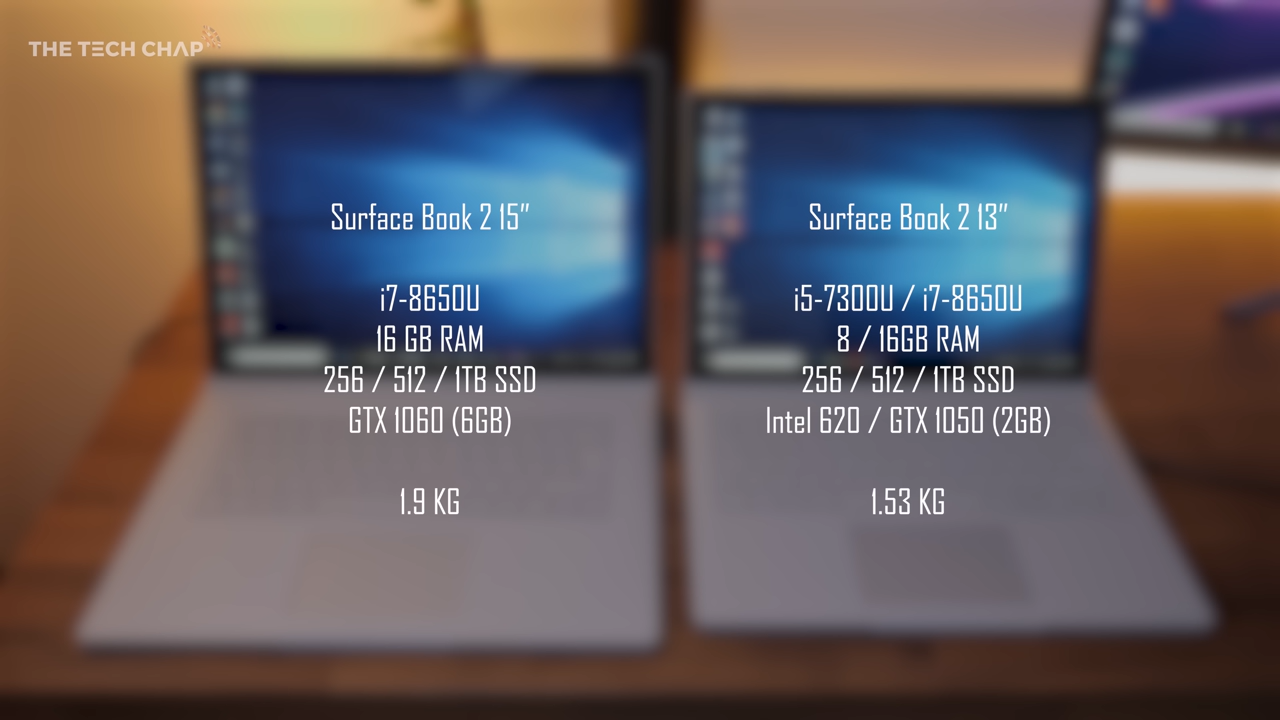 THE TECH CHAP
Surface Book 2 15"
i7-8650U
16 GB RAM
256 / 512 / 1TB SSD
GTX 1060 (6GB)
1.9 KG
Surface Book 2 13"
i5-7300U / i7-8650U
8 / 16GB RAM
256 / 512 / 1TB SSD
Intel 620 / GTX 1050 (2GB)
1.53 KG